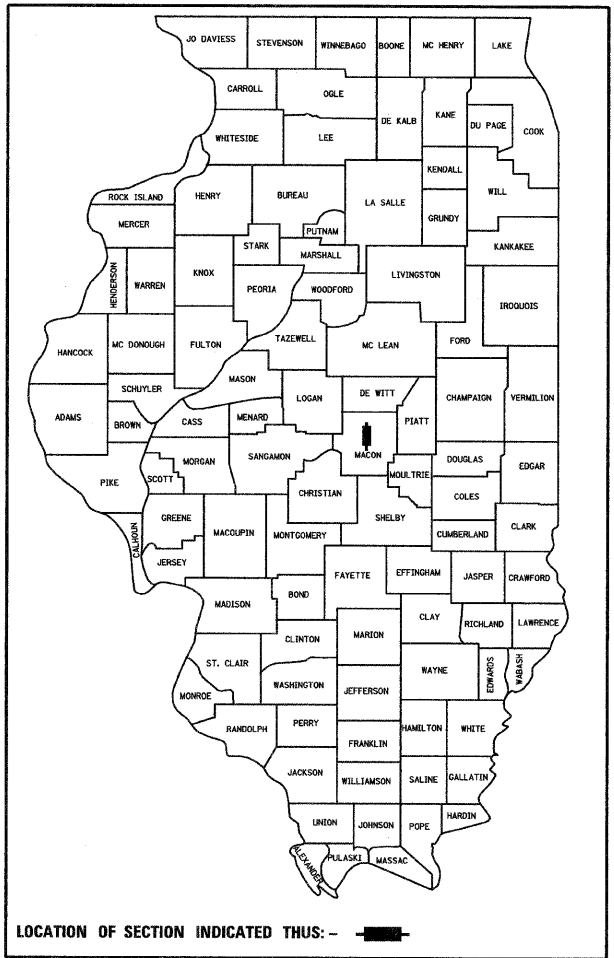 JO DAVIESS STEVENSON WINNEBAGO BOONE MC HENRY LAKE
CARROLL OGLE DE KALB KANE DU PAGE COOK
WHITESIDE LEE KENDALL WILL
ROCK ISLAND HENRY BUREAU LA SALLE GRUNDY
MERCER STARK PUTNAM KANKAKEE
HENDERSON WARREN KNOX MARSHALL LIVINGSTON
PEORIA WOODFORD IROQUOIS
HANCOCK MC DONOUGH FULTON TAZEWELL MC LEAN FORD
SCHUYLER MASON LOGAN DE WITT CHAMPAIGN VERMILION
ADAMS BROWN CASS MENARD PIATT
MACON
PIKE SCOTT MORGAN SANGAMON MOULTRIE DOUGLAS EDGAR
CHRISTIAN COLES
CALHOUN GREENE MACOUPIN MONTGOMERY SHELBY CUMBERLAND CLARK
JERSEY FAYETTE EFFINGHAM JASPER CRAWFORD
MADISON BOND
CLAY RICHLAND LAWRENCE
ST. CLAIR CLINTON MARION
WAYNE EDWARDS WABASH
MONROE WASHINGTON JEFFERSON
RANDOLPH PERRY HAMILTON WHITE
FRANKLIN
JACKSON WILLIAMSON SALINE GALLATIN
UNION JOHNSON POPE HARDIN
ALEXANDER PULASKI MASSAC
LOCATION OF SECTION INDICATED THUS: -